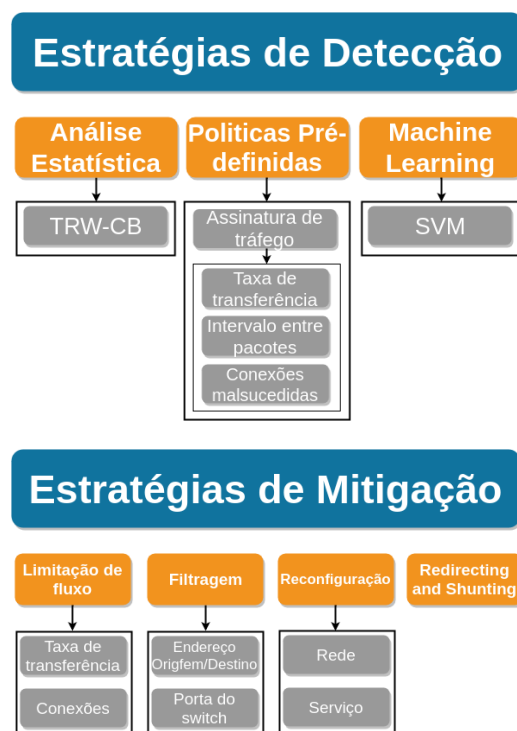 Estratégias de Detecção
Análise
Estatística
Politicas Pré-
definidas
Machine
Learning
TRW-CB
Assinatura de
tráfego
SVM
Taxa de
transferência
Intervalo entre
pacotes
Conexões
malsucedidas
Estratégias de Mitigação
Limitação de
fluxo
Filtragem
Reconfiguração
Redirecting
and Shunting
Taxa de
transferência
Endereço
Origfem/Destino
Rede
Conexões
Porta do
switch
Serviço